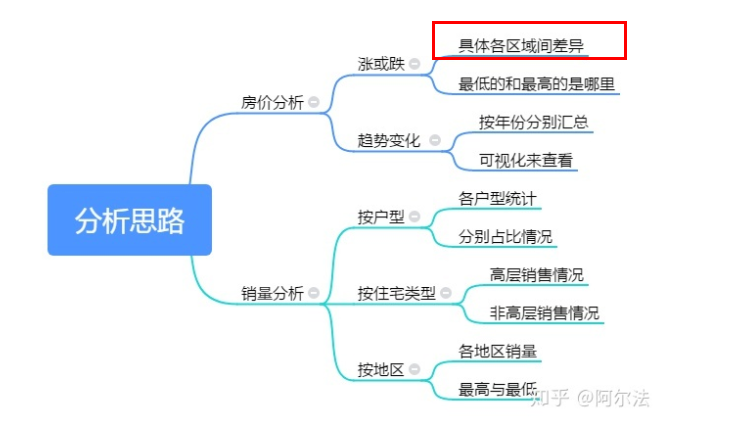 分析思路
房价分析
涨或跌
具体各区域间差异
最低的和最高的是哪里
趋势变化
按年份分别汇总
可视化来查看
销量分析
按户型
各户型统计
分别占比情况
按住宅类型
高层销售情况
非高层销售情况
按地区
各地区销量
最高与最低
知乎 @阿尔法